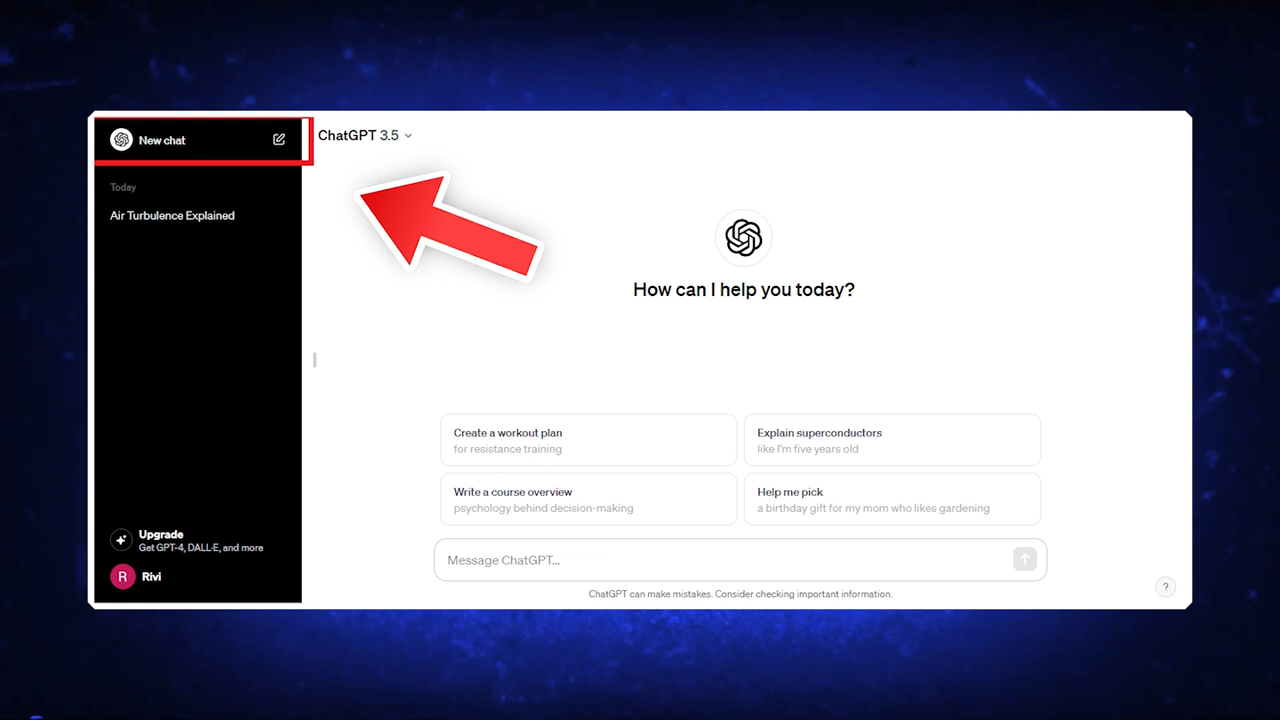 New chat
ChatGPT 3.5
Today
Air Turbulence Explained
How can I help you today?
Create a workout plan
for resistance training
Explain superconductors
like I'm five years old
Write a course overview
psychology behind decision-making
Help me pick
a birthday gift for my mom who likes gardening
Upgrade
Get GPT-4, DALL·E, and more
R
Rivi
Message ChatGPT...
ChatGPT can make mistakes. Consider checking important information.
?